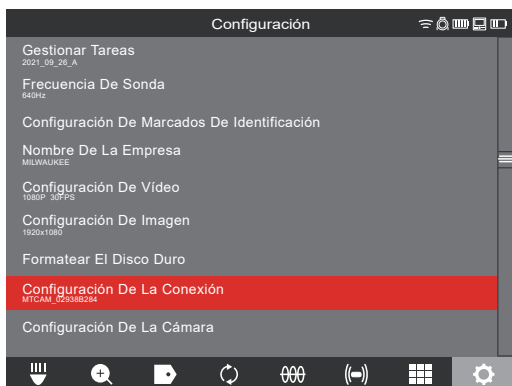 Configuración
Gestionar Tareas
2021_09_26_A
Frecuencia De Sonda
640Hz
Configuración De Marcados De Identificación
Nombre De La Empresa
MILWAUKEE
Configuración De Vídeo
1080P 30FPS
Configuración De Imagen
1920x1080
Formatear El Disco Duro
Configuración De La Conexión
MTCAM_02938B284
Configuración De La Cámara